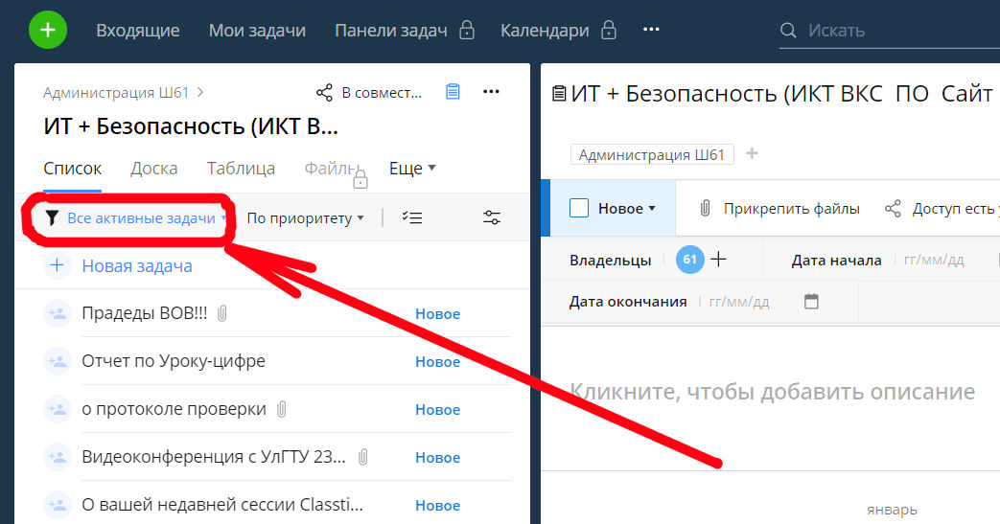 Входящие Мои задачи Панели задач Календари ... Искать
Администрация Ш61 > В совмест... ...
ИТ + Безопасность (ИКТ В...
Список Доска Таблица Файлы Еще
Все активные задачи По приоритету
+ Новая задача
Прадеды ВОВ!!! Новое
Отчет по Уроку-цифре Новое
о протоколе проверки Новое
Видеоконференция с УлГТУ 23... Новое
О вашей недавней сессии Classti... Новое
ИТ + Безопасность (ИКТ ВКС ПО Сайт
Администрация Ш61 +
Новое Прикрепить файлы Доступ есть
Владельцы 61 + Дата начала гг/мм/дд
Дата окончания гг/мм/дд
Кликните, чтобы добавить описание
январь